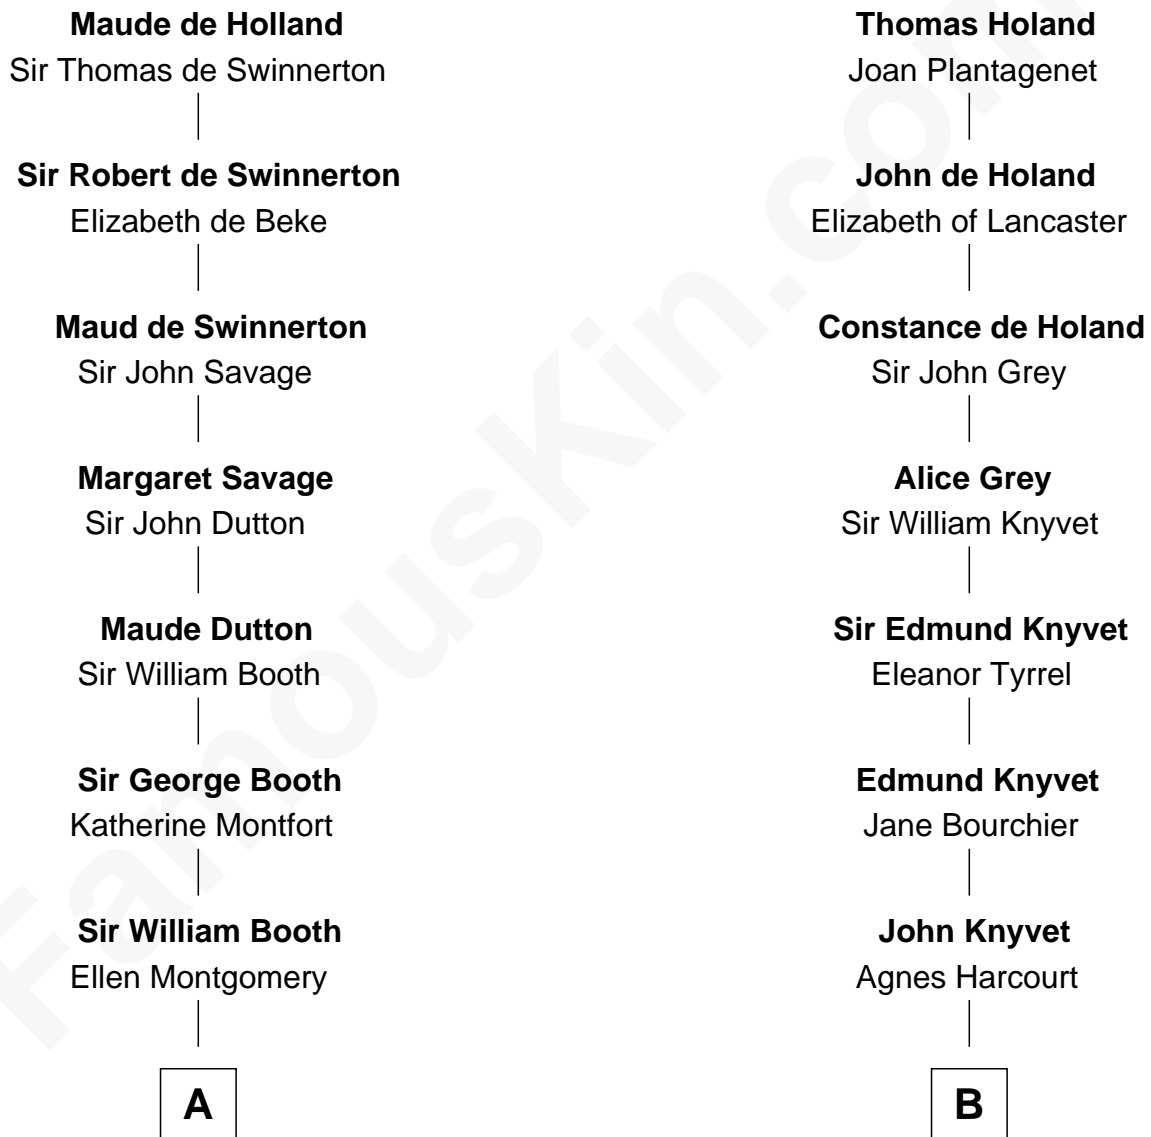 Maude de Holland
Sir Thomas de Swinnerton
Sir Robert de Swinnerton
Elizabeth de Beke
Maud de Swinnerton
Sir John Savage
Margaret Savage
Sir John Dutton
Maude Dutton
Sir William Booth
Sir George Booth
Katherine Montfort
Sir William Booth
Ellen Montgomery
A
Thomas Holand
Joan Plantagenet
John de Holand
Elizabeth of Lancaster
Constance de Holand
Sir John Grey
Alice Grey
Sir William Knyvet
Sir Edmund Knyvet
Eleanor Tyrrel
Edmund Knyvet
Jane Bourchier
John Knyvet
Agnes Harcourt
B
FamousKin.com